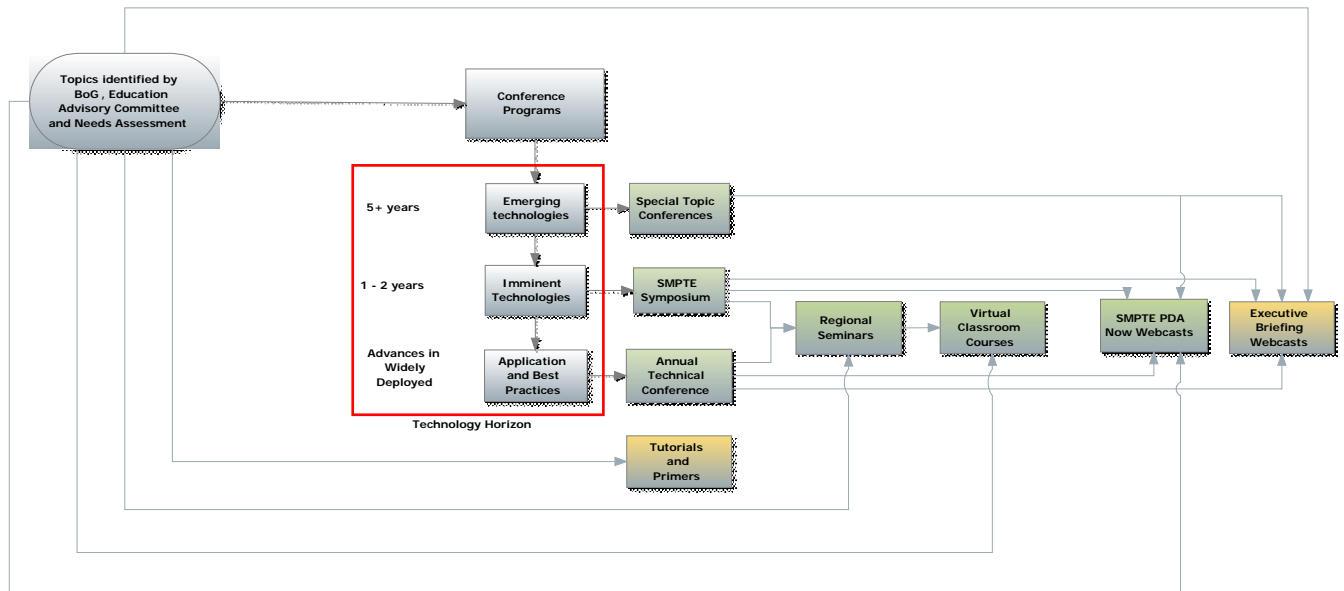 Topics identified by
BoG , Education
Advisory Committee
and Needs Assessment
Conference
Programs
5+ years
Emerging
technologies
Special Topic
Conferences
1 - 2 years
Imminent
Technologies
SMPTE
Symposium
Regional
Seminars
Virtual
Classroom
Courses
SMPTE PDA
Now Webcasts
Executive
Briefing
Webcasts
Advances in
Widely
Deployed
Application
and Best
Practices
Annual
Technical
Conference
Technology Horizon
Tutorials
and
Primers